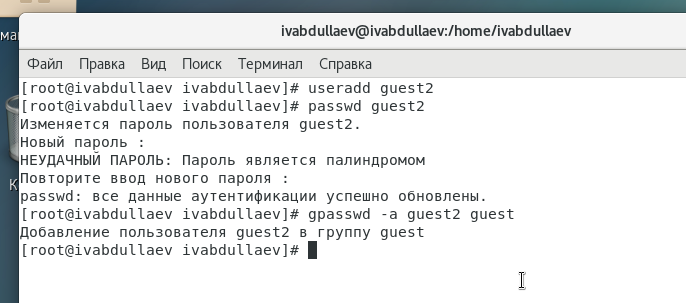 ivabdullaev@ivabdullaev:/home/ivabdullaev
Файл Правка Вид Поиск Терминал Справка
[root@ivabdullaev ivabdullaev]# useradd guest2
[root@ivabdullaev ivabdullaev]# passwd guest2
Изменяется пароль пользователя guest2.
Новый пароль :
НЕУДАЧНЫЙ ПАРОЛЬ: Пароль является палиндромом
Повторите ввод нового пароля :
passwd: все данные аутентификации успешно обновлены.
[root@ivabdullaev ivabdullaev]# gpasswd -a guest2 guest
Добавление пользователя guest2 в группу guest
[root@ivabdullaev ivabdullaev]#